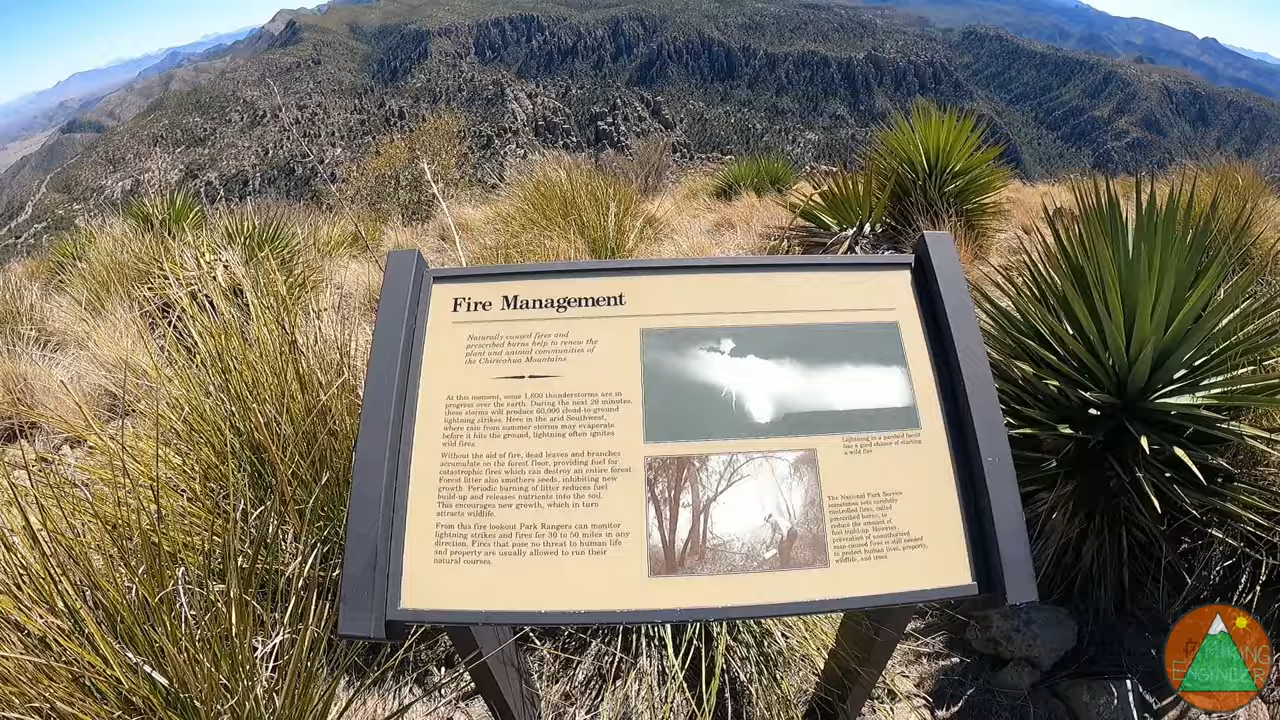 Fire Management
Naturally caused fires and
prescribed burns help to renew the
plant and animal communities of
the Chiricahua Mountains
At this moment, some 1,800 thunderstorms are in
progress over the earth. During the next 20 minutes,
these storms will produce 60,000 cloud-to-ground
lightning strikes. Here in the arid Southwest,
where rain from summer storms may evaporate
before it hits the ground, lightning often ignites
wild fires.
Without the aid of fire, dead leaves and branches
accumulate on the forest floor, providing fuel for
catastrophic fires which can destroy an entire forest.
Forest litter also smothers seeds, inhibiting new
growth. Periodic burning of litter reduces fuel
build-up and releases nutrients into the soil.
This encourages new growth, which in turn
attracts wildlife.
From this fire lookout Park Rangers can monitor
lightning strikes and fires for 30 to 50 miles in any
direction. Fires that pose no threat to human life
and property are usually allowed to run their
natural courses.
Lightning in a parched forest
has a good chance of starting
a wild fire
The National Park Service
sometimes sets carefully
controlled fires, called
prescribed burns, to
reduce the amount of
fuel build-up. However,
prevention of unauthorized
man-caused fires is still needed
to protect human lives, property,
wildlife, and trees.
ENGINEER